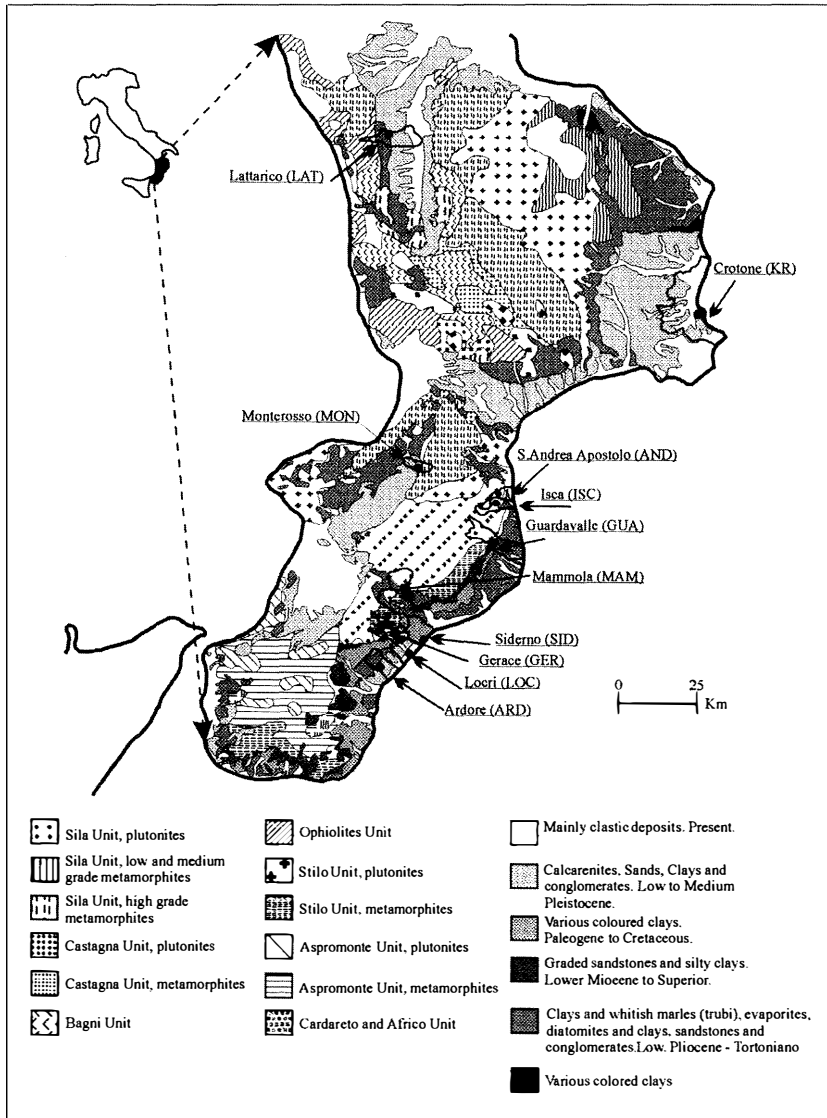 Lattarico (LAT)
Crotone (KR)
Monterosso (MON)
S.Andrea Apostolo (AND)
Isca (ISC)
Guardavalle (GUA)
Mammola (MAM)
Siderno (SID)
Gerace (GER)
Locri (LOC)
Ardore (ARD)
0 25
Km
Sila Unit, plutonites
Sila Unit, low and medium
grade metamorphites
Sila Unit, high grade
metamorphites
Castagna Unit, plutonites
Castagna Unit, metamorphites
Bagni Unit
Ophiolites Unit
Stilo Unit, plutonites
Stilo Unit, metamorphites
Aspromonte Unit, plutonites
Aspromonte Unit, metamorphites
Cardareto and Africo Unit
Mainly clastic deposits. Present.
Calcarenites, Sands, Clays and
conglomerates. Low to Medium
Pleistocene.
Various coloured clays.
Paleogene to Cretaceous.
Graded sandstones and silty clays.
Lower Miocene to Superior.
Clays and whitish marles (trubi), evaporites,
diatomites and clays, sandstones and
conglomerates.Low. Pliocene - Tortoniano
Various colored clays